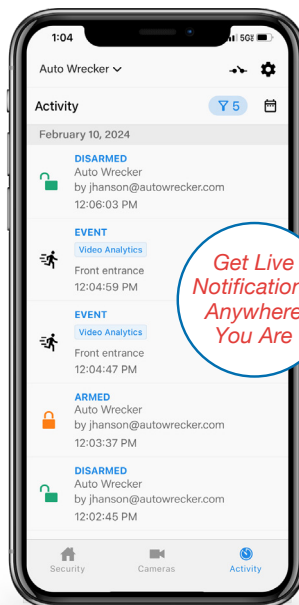 1:04
5GE
Auto Wrecker
Activity
5
February 10, 2024
DISARMED
Auto Wrecker
by jhanson@autowrecker.com
12:06:03 PM
EVENT
Video Analytics
Front entrance
12:04:59 PM
EVENT
Video Analytics
Front entrance
12:04:47 PM
ARMED
Auto Wrecker
by jhanson@autowrecker.com
12:03:37 PM
DISARMED
Auto Wrecker
by jhanson@autowrecker.com
12:02:45 PM
Get Live
Notification
Anywhere
You Are
Security
Cameras
Activity